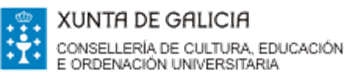 XUNTA DE GALICIA
CONSELLERÍA DE CULTURA, EDUCACIÓN
E ORDENACIÓN UNIVERSITARIA